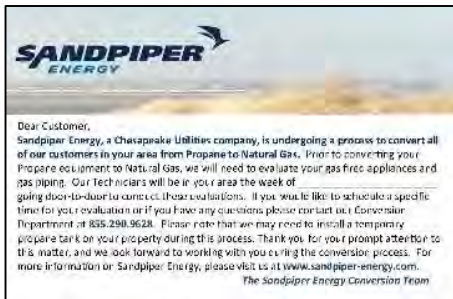 SANDPIPER
ENERGY
Dear Customer,
Sandpiper Energy, a Chesapeake Utilities company, is undergoing a process to convert all
of our customers in your area from Propane to Natural Gas. Prior to converting your
Propane equipment to Natural Gas, we will need to evaluate your gas fired appliances and
gas piping. Our Technicians will be in your area the week of
going door-to-door to conduct these evaluations. If you would like to schedule a specific
time for your evaluation or if you have any questions please contact our Conversion
Department at 855.290.9628. Please note that we may need to install a temporary
propane tank on your property during this process. Thank you for your prompt attention to
this matter, and we look forward to working with you during the conversion process. For
more information on Sandpiper Energy, please visit us at www.sandpiper-energy.com.
The Sandpiper Energy Conversion Team